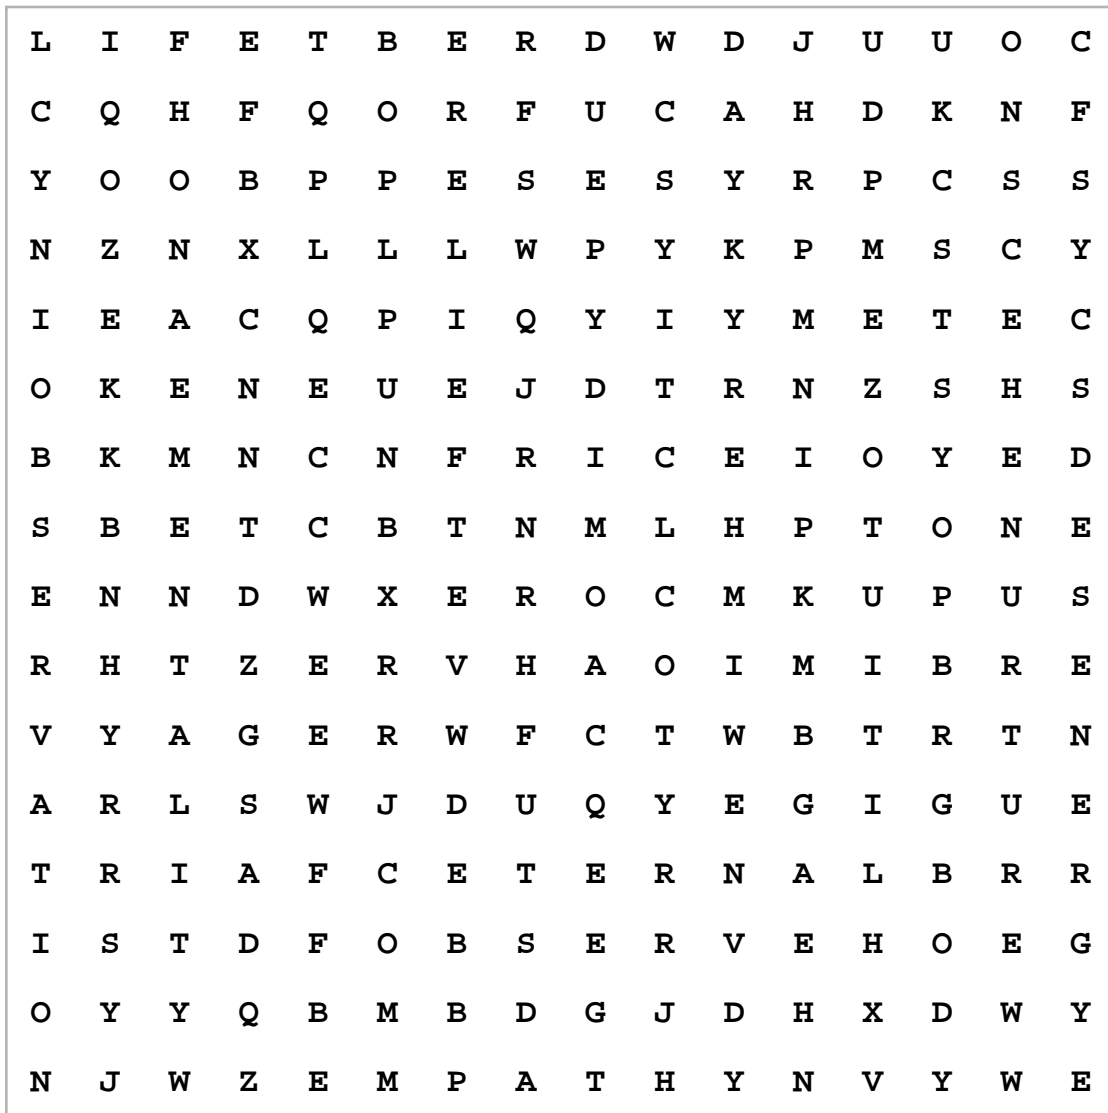 L I F E T B E R D W D J U U O C
C Q H F Q O R F U C A H D K N F
Y O O B P P E S E S Y R P C S S
N Z N X L L L W P Y K P M S C Y
I E A C Q P I Q Y I Y M E T E C
O K E N E U E J D T R N Z S H S
B K M N C N F R I C E I O Y E D
S B E T C B T N M L H P T O N E
E N N D W X E R O C M K U P U S
R H T Z E R V H A O I M I B R E
V Y A G E R W F C T W B T R T N
A R L S W J D U Q Y E G I G U E
T R I A F C E T E R N A L B R R
I S T D F O B S E R V E H O E G
O Y Y Q B M B D G J D H X D W Y
N J W Z E M P A T H Y N V Y W E